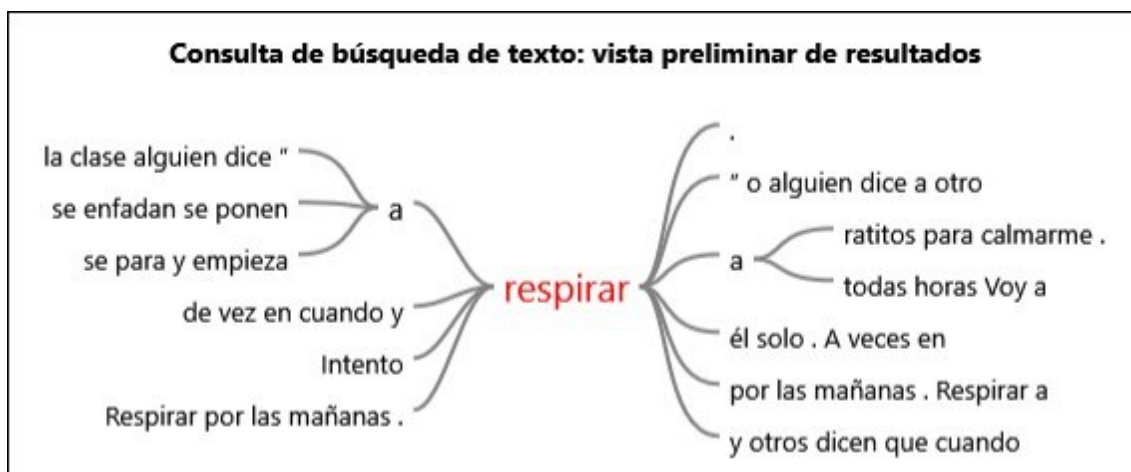 Consulta de búsqueda de texto: vista preliminar de resultados
la clase alguien dice "
se enfadan se ponen
se para y empieza
a
de vez en cuando y
Intento
Respirar por las mañanas .
respirar
.
" o alguien dice a otro
a
ratitos para calmarme .
todas horas Voy a
él solo . A veces en
por las mañanas . Respirar a
y otros dicen que cuando